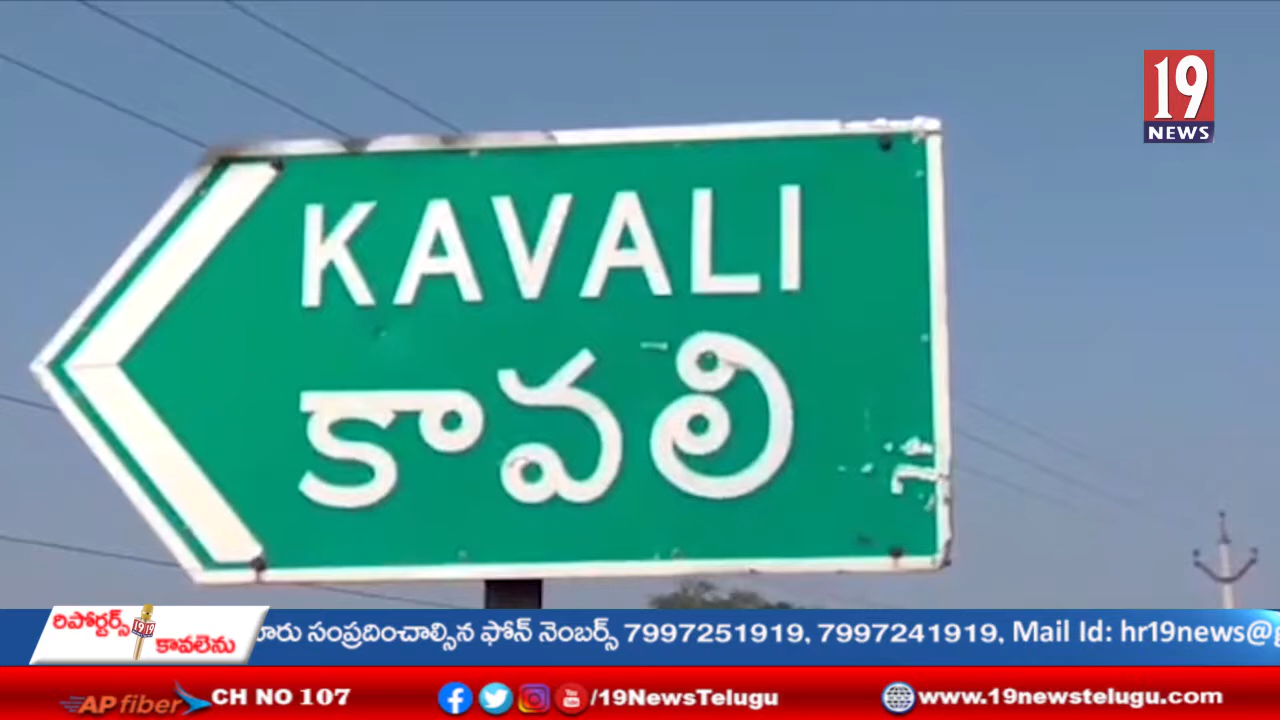 19
NEWS
KAVALI
కావలి
రిపోర్టర్స్ 19 19
కావలెను
సంప్రదించాల్సిన ఫోన్ నెంబర్స్ 7997251919, 7997241919, Mail Id: hr19news@g
AP fiber CH NO 107 /19NewsTelugu www.19newstelugu.com